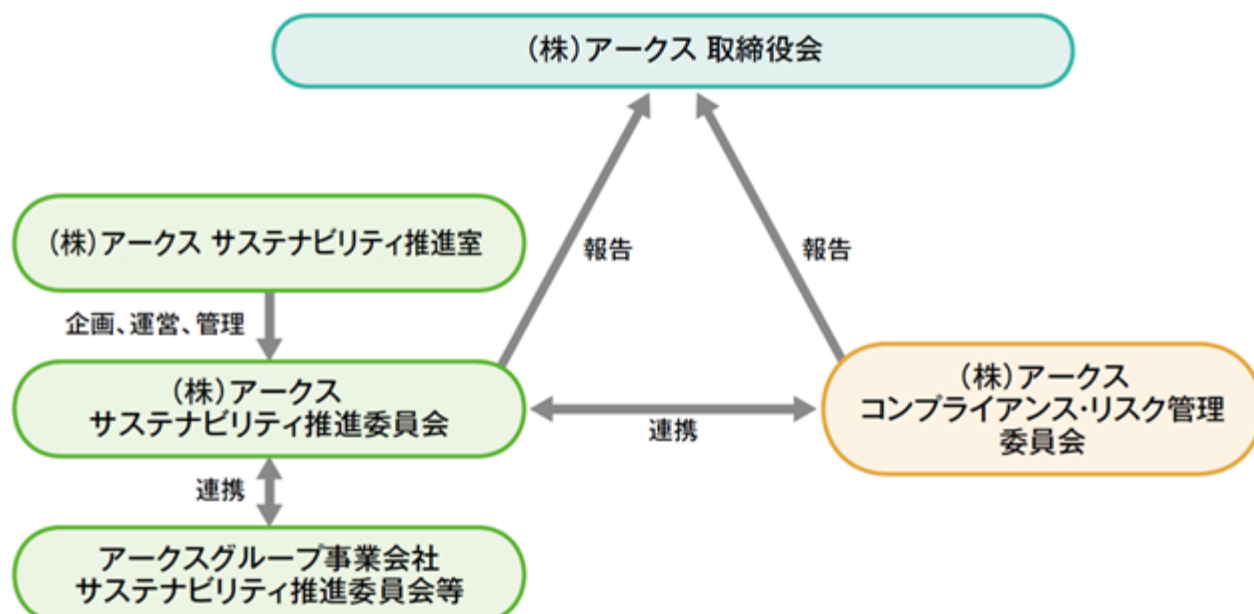 (株)アークス 取締役会
(株)アークス サステナビリティ推進室
報告
報告
企画、運営、管理
(株)アークス
サステナビリティ推進委員会
連携
(株)アークス
コンプライアンス・リスク管理
委員会
連携
アークスグループ事業会社
サステナビリティ推進委員会等